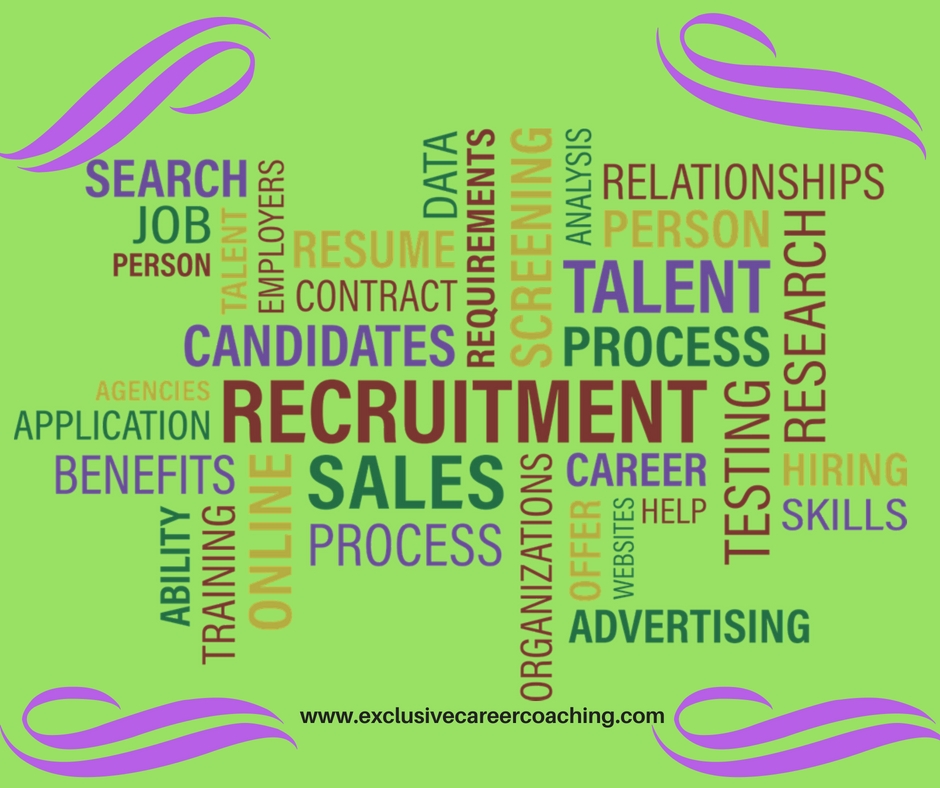 SEARCH
JOB
PERSON
TALENT
EMPLOYERS
RESUME
CONTRACT
CANDIDATES
DATA
REQUIREMENTS
SCREENING
ANALYSIS
RELATIONSHIPS
PERSON
TALENT
PROCESS
RESEARCH
AGENCIES
APPLICATION
RECRUITMENT
TESTING
BENEFITS
ABILITY
TRAINING
ONLINE
SALES
PROCESS
ORGANIZATIONS
CAREER
OFFER
WEBSITES
HELP
HIRING
SKILLS
ADVERTISING
www.exclusivecareercoaching.com